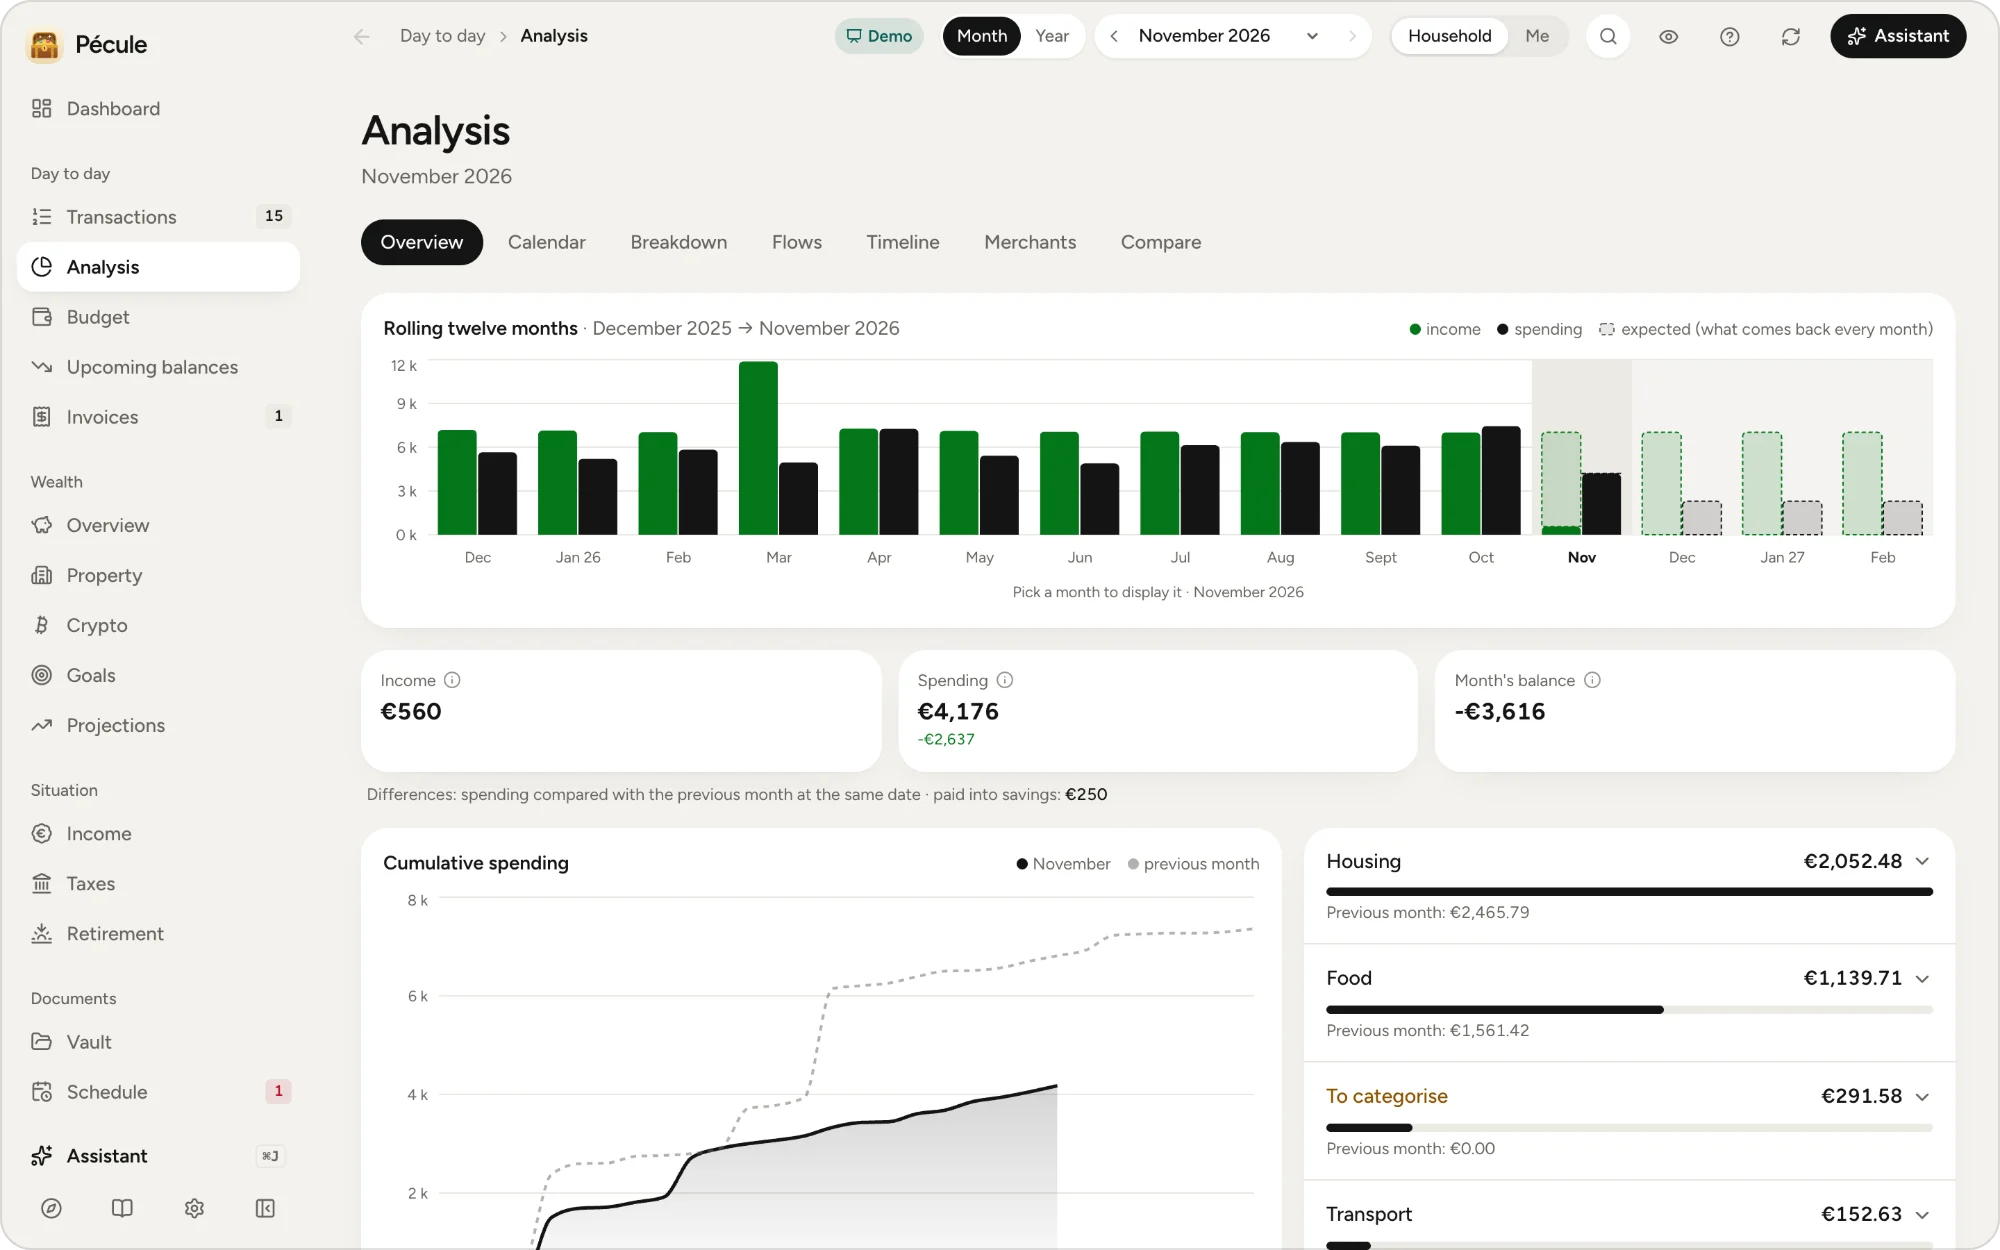 Pécule
Dashboard
Day to day
Transactions 15
Analysis
Budget
Upcoming balances
Invoices 1
Wealth
Overview
Property
Crypto
Goals
Projections
Situation
Income
Taxes
Retirement
Documents
Vault
Schedule 1
Assistant ⌘J
Day to day > Analysis
Demo
Month Year
November 2026
Household Me
Assistant
Analysis
November 2026
Overview Calendar Breakdown Flows Timeline Merchants Compare
Rolling twelve months · December 2025 → November 2026
income spending expected (what comes back every month)
12 k
9 k
6 k
3 k
0 k
Dec Jan 26 Feb Mar Apr May Jun Jul Aug Sept Oct Nov Dec Jan 27 Feb
Pick a month to display it · November 2026
Income
€560
Spending
€4,176
-€2,637
Month's balance
-€3,616
Differences: spending compared with the previous month at the same date · paid into savings: €250
Cumulative spending
November previous month
8 k
6 k
4 k
2 k
Housing €2,052.48
Previous month: €2,465.79
Food €1,139.71
Previous month: €1,561.42
To categorise €291.58
Previous month: €0.00
Transport €152.63